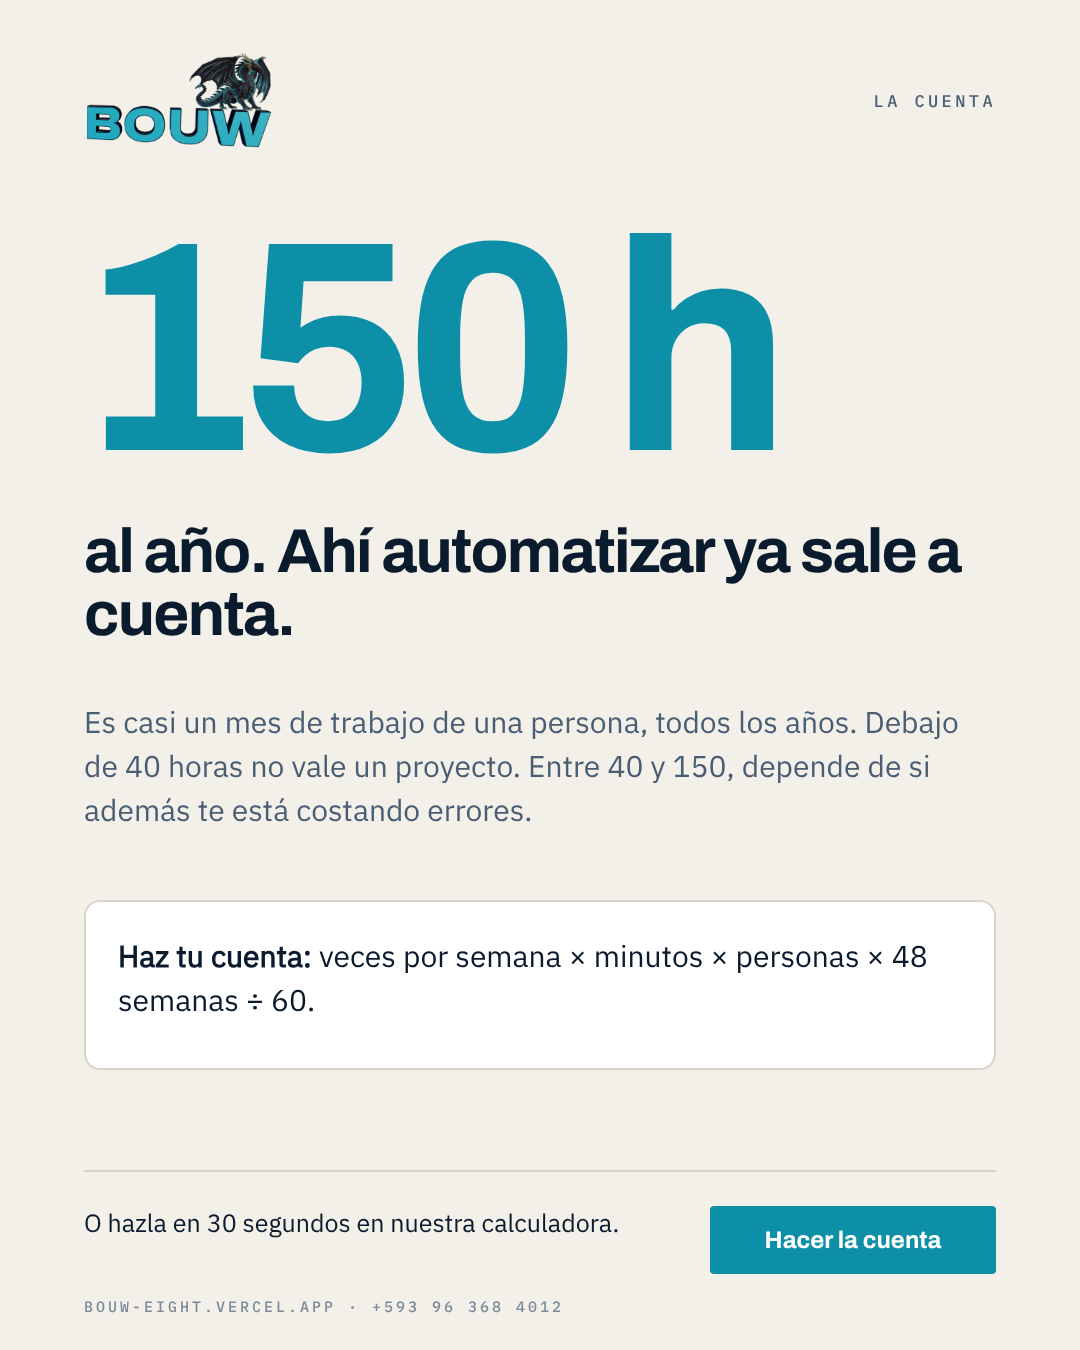 BOUW
LA CUENTA
150 h
al año. Ahí automatizar ya sale a
cuenta.
Es casi un mes de trabajo de una persona, todos los años. Debajo
de 40 horas no vale un proyecto. Entre 40 y 150, depende de si
además te está costando errores.
Haz tu cuenta: veces por semana × minutos × personas × 48
semanas ÷ 60.
O hazla en 30 segundos en nuestra calculadora.
Hacer la cuenta
BOUW-EIGHT.VERCEL.APP · +593 96 368 4012